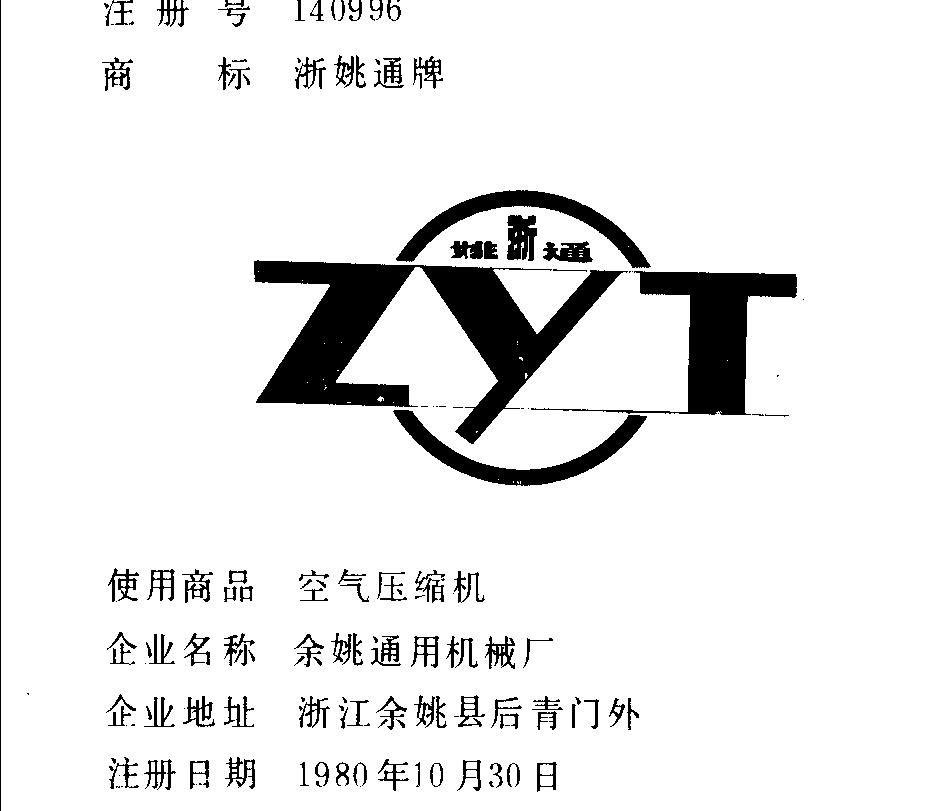 注册号 140996
商标 浙姚通牌
姚浙通
ZYT
使用商品 空气压缩机
企业名称 余姚通用机械厂
企业地址 浙江余姚县后青门外
注册日期 1980年10月30日